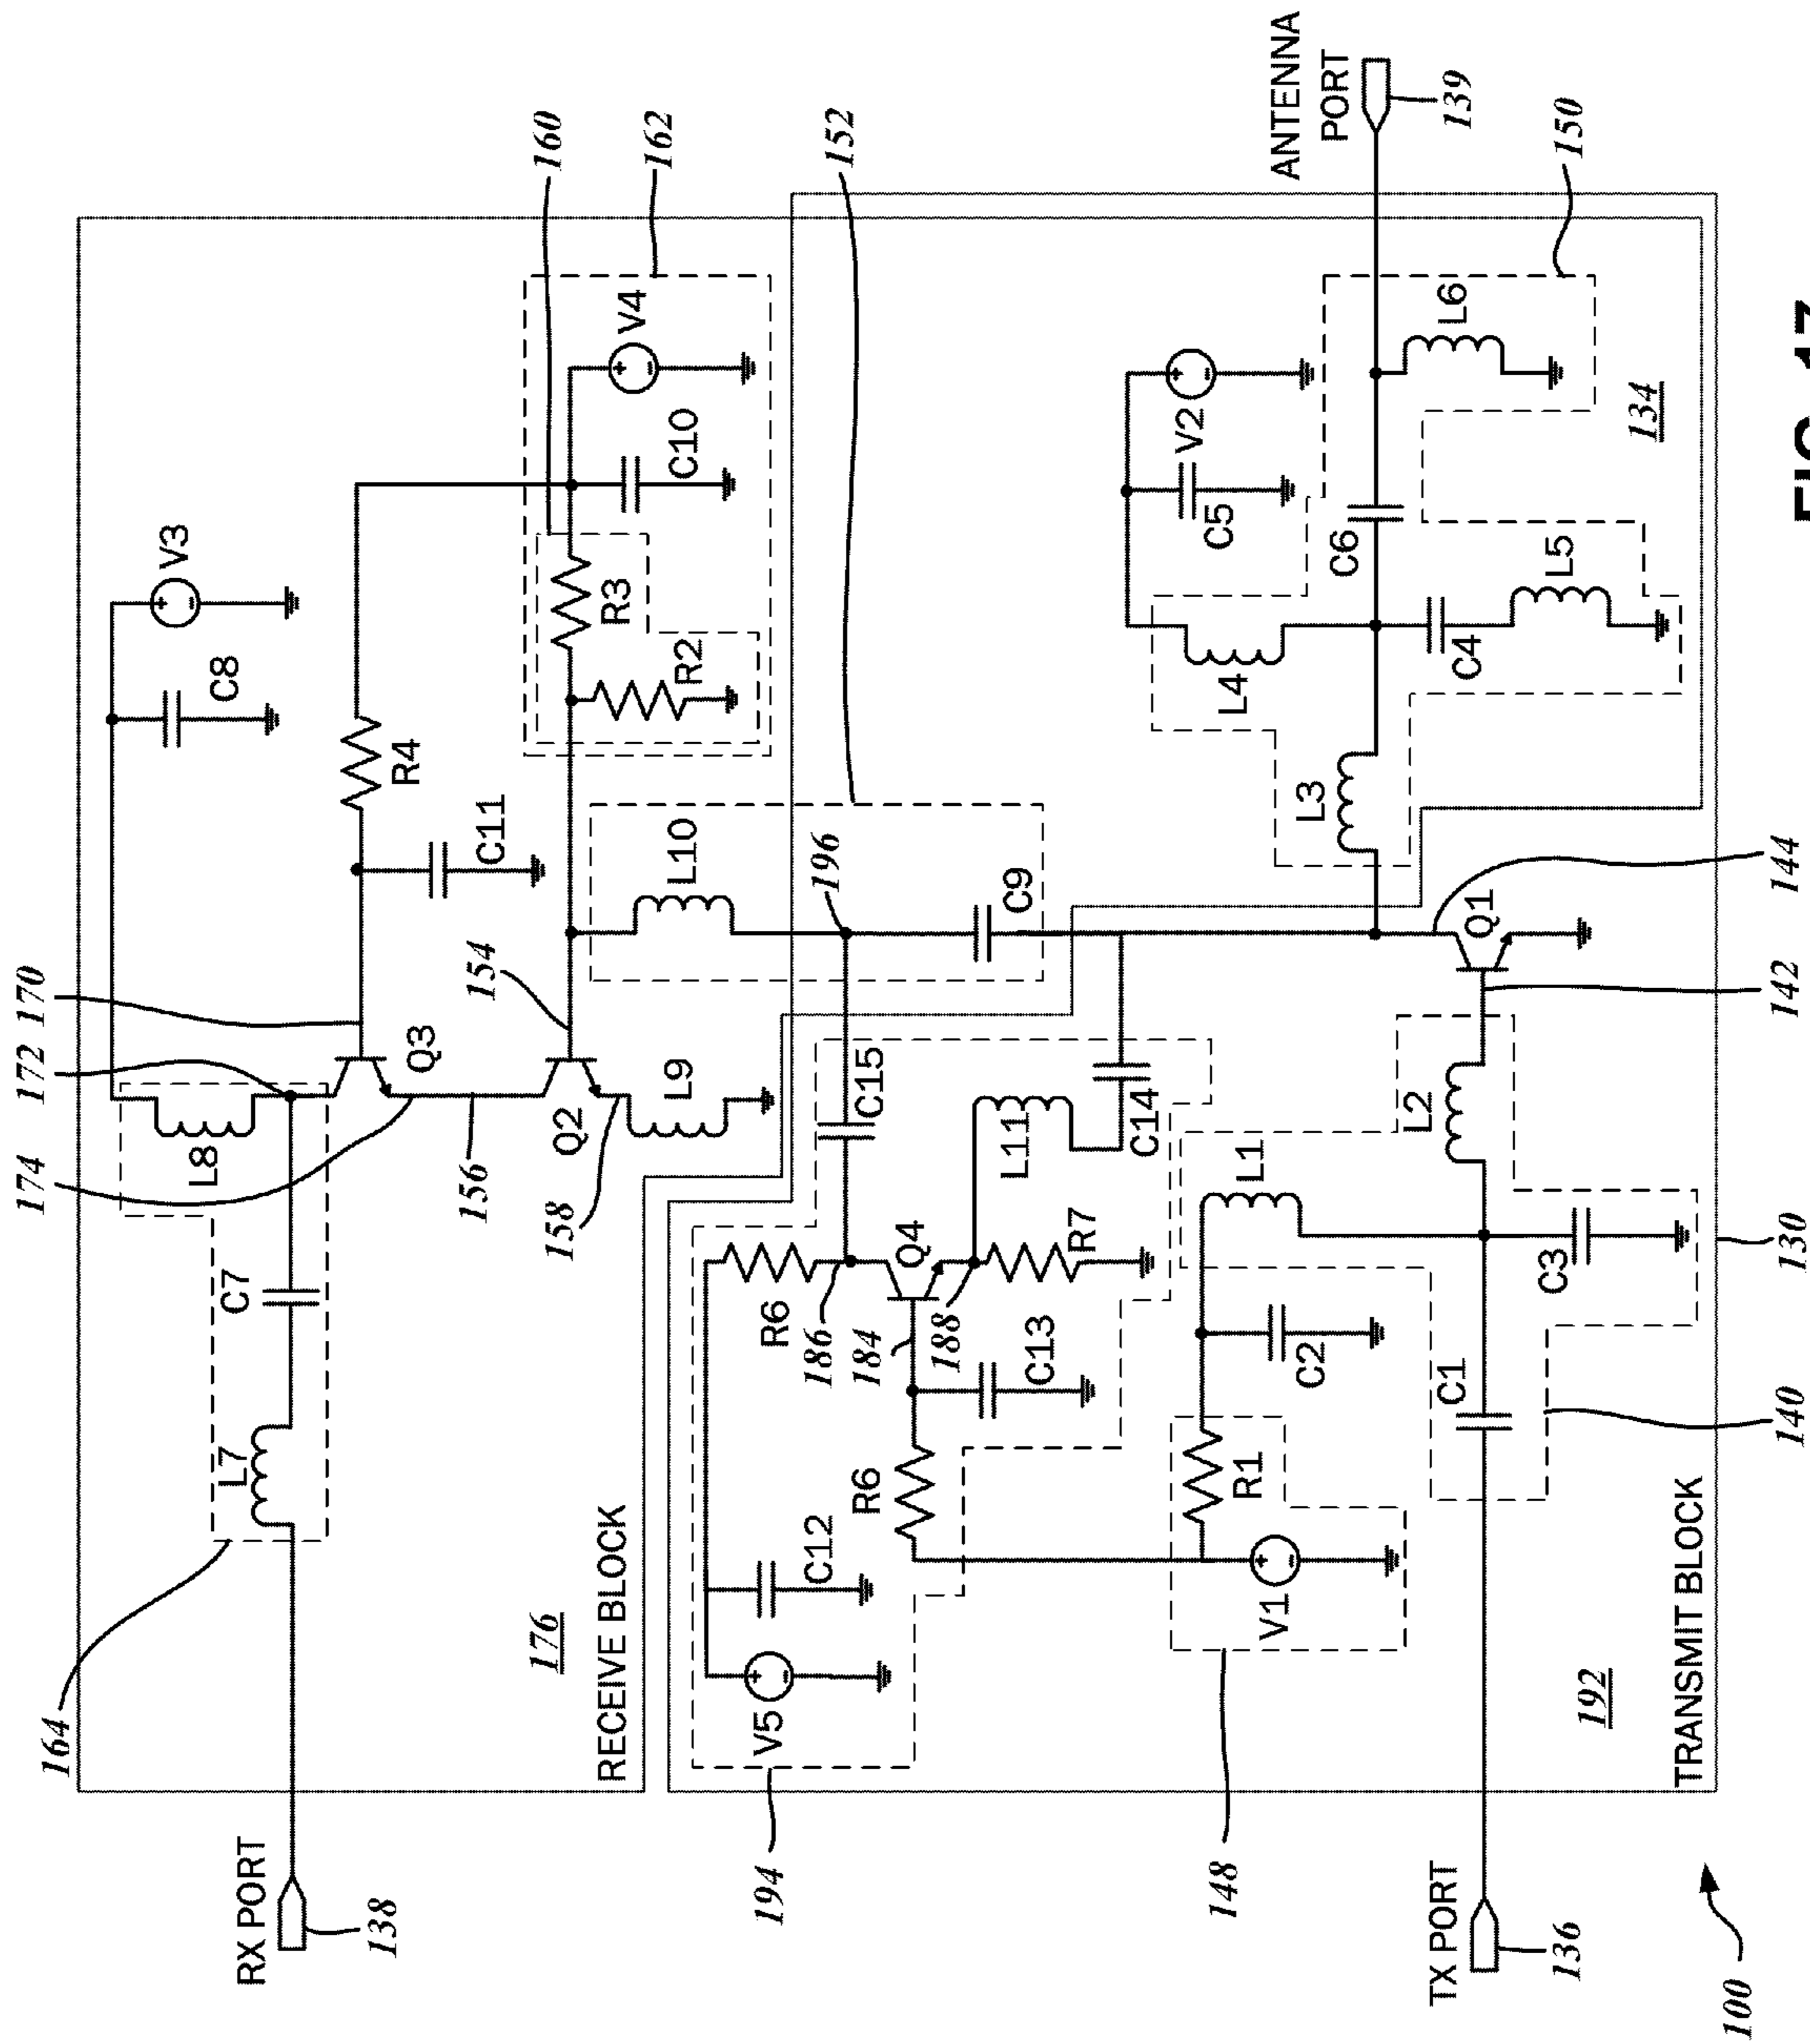 100
RX PORT
138
164
L7
C7
L8
172
170
174
Q3
C8
V3
R4
C11
156
154
Q2
158
L9
160
162
R3
R2
C10
V4
176
RECEIVE BLOCK
152
L10
196
C9
194
V5
C12
R6
R6
186
184
188
Q4
C13
R7
C15
L11
C14
148
V1
R1
C2
L1
L2
C1
C3
140
130
142
144
Q1
L3
L4
C4
L5
C5
V2
C6
L6
134
150
ANTENNA
PORT
139
192
TRANSMIT BLOCK
TX PORT
136